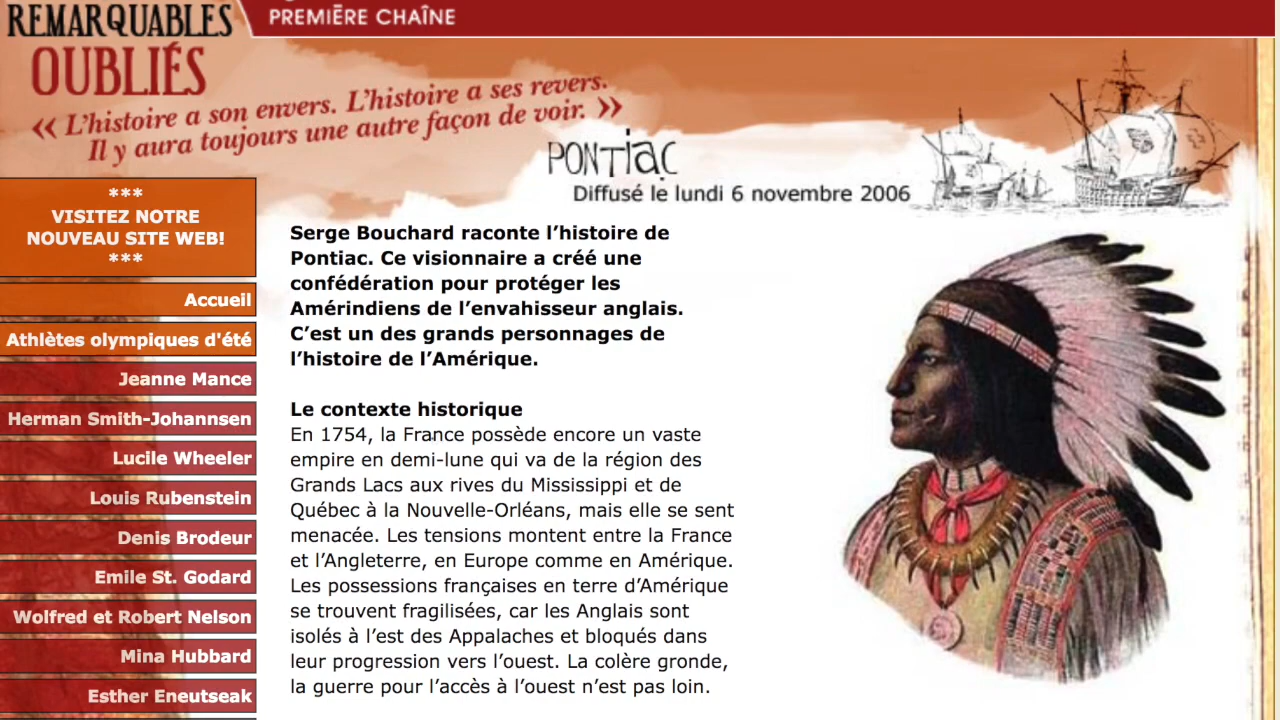 REMARQUABLES
OUBLIÉS
PREMIÈRE CHAÎNE
« L'histoire a son envers. L'histoire a ses revers.
Il y aura toujours une autre façon de voir. »
PONTIAC
Diffusé le lundi 6 novembre 2006
***
VISITEZ NOTRE
NOUVEAU SITE WEB!
***
Accueil
Athlètes olympiques d'été
Jeanne Mance
Herman Smith-Johannsen
Lucile Wheeler
Louis Rubenstein
Denis Brodeur
Emile St. Godard
Wolfred et Robert Nelson
Mina Hubbard
Esther Eneutseak
Serge Bouchard raconte l’histoire de
Pontiac. Ce visionnaire a créé une
confédération pour protéger les
Amérindiens de l’envahisseur anglais.
C’est un des grands personnages de
l’histoire de l’Amérique.
Le contexte historique
En 1754, la France possède encore un vaste
empire en demi-lune qui va de la région des
Grands Lacs aux rives du Mississippi et de
Québec à la Nouvelle-Orléans, mais elle se sent
menacée. Les tensions montent entre la France
et l’Angleterre, en Europe comme en Amérique.
Les possessions françaises en terre d’Amérique
se trouvent fragilisées, car les Anglais sont
isolés à l’est des Appalaches et bloqués dans
leur progression vers l’ouest. La colère gronde,
la guerre pour l’accès à l’ouest n’est pas loin.